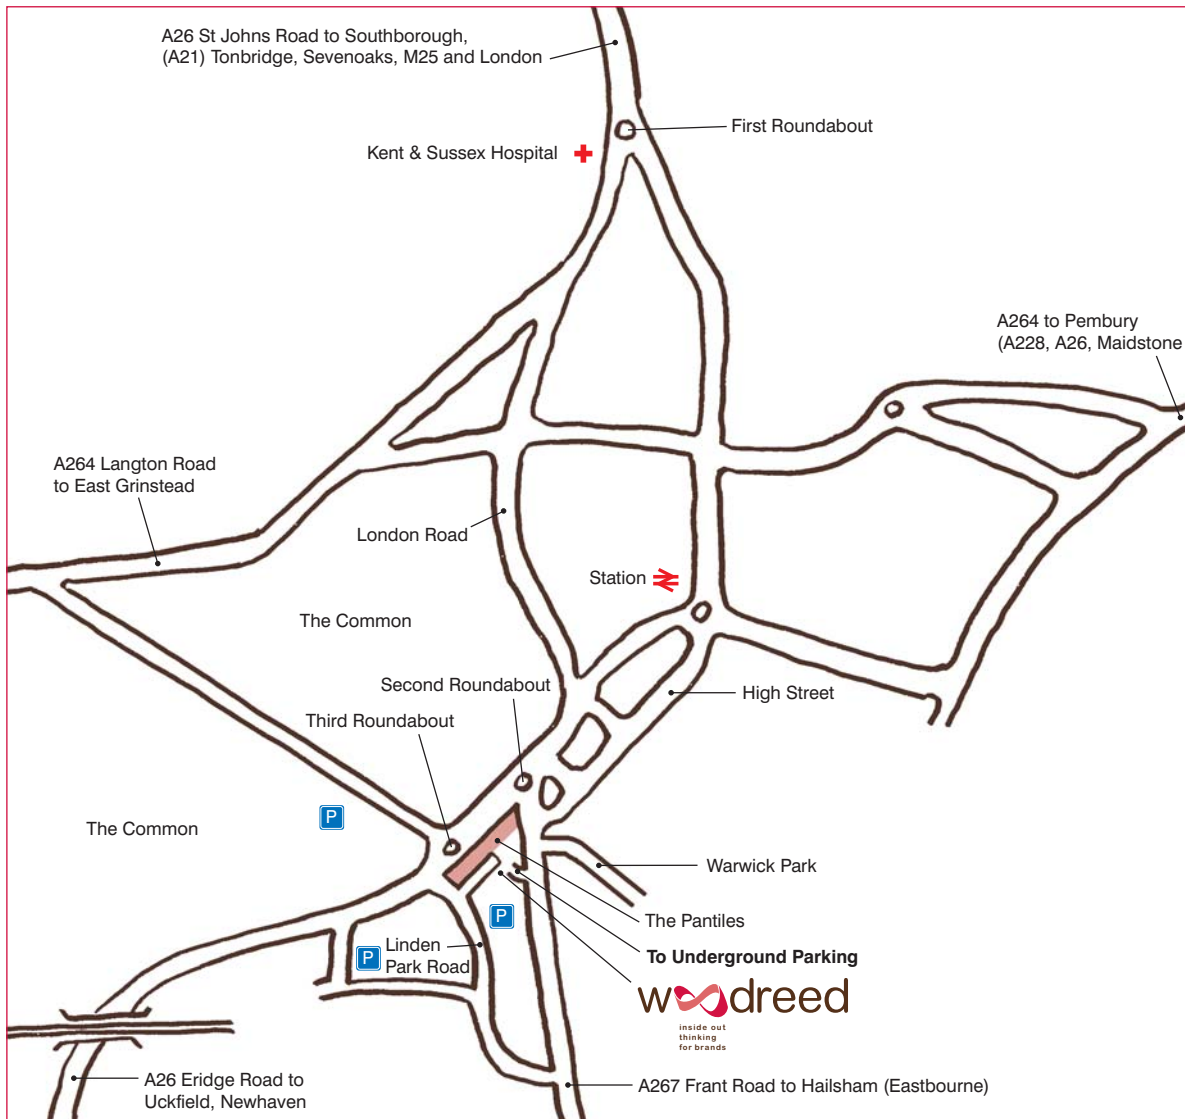 A26 St Johns Road to Southborough,
(A21) Tonbridge, Sevenoaks, M25 and London
First Roundabout
Kent & Sussex Hospital
A264 to Pembury
(A228, A26, Maidstone
A264 Langton Road
to East Grinstead
London Road
Station
The Common
Second Roundabout
High Street
Third Roundabout
P
The Common
Warwick Park
P
The Pantiles
P
Linden
Park Road
To Underground Parking
woodreed
inside out
thinking
for brands
A26 Eridge Road to
Uckfield, Newhaven
A267 Frant Road to Hailsham (Eastbourne)